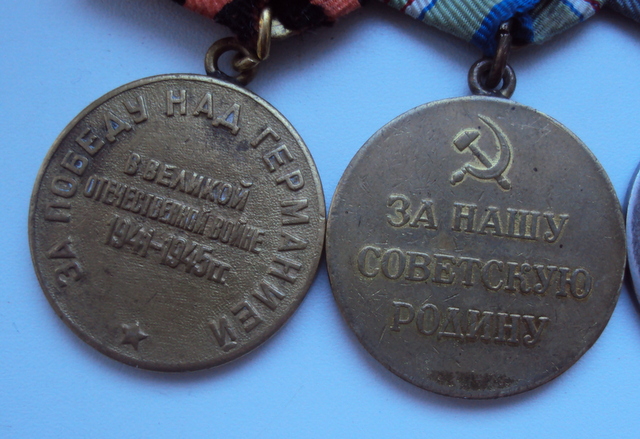 ЗА ПОБЕДУ НАД ГЕРМАНИЕЙ
В ВЕЛИКОЙ
ОТЕЧЕСТВЕННОЙ ВОЙНЕ
1941-1945 ГГ.
ЗА НАШУ
СОВЕТСКУЮ
РОДИНУ